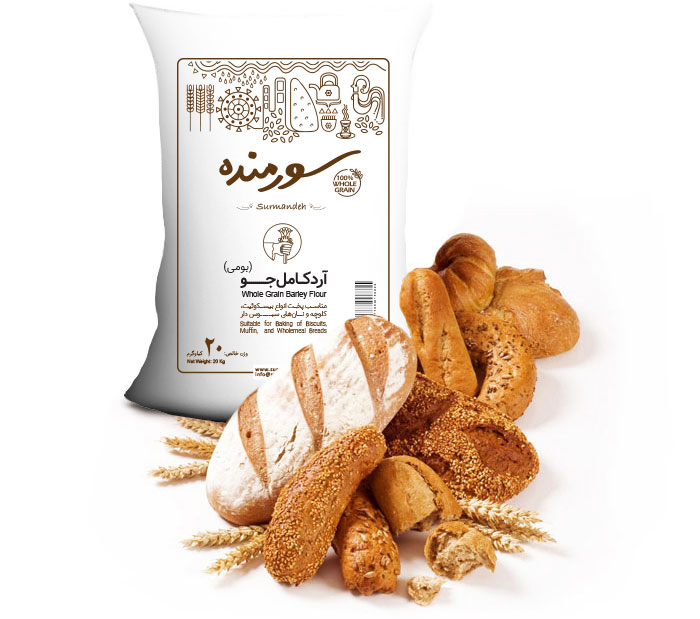 سورمنده
100%
WHOLE
GRAIN
Surmandeh
(بومی)
آرد کامل جو
Whole Grain Barley Flour
مناسب پخت انواع بیسکوئیت،
کلوچه و نان‌های سبوس دار
Suitable for Baking of Biscuits,
Muffin, and Wholemeal Breads
وزن خالص: ۲۰ کیلوگرم
Net Weight: 20 Kg